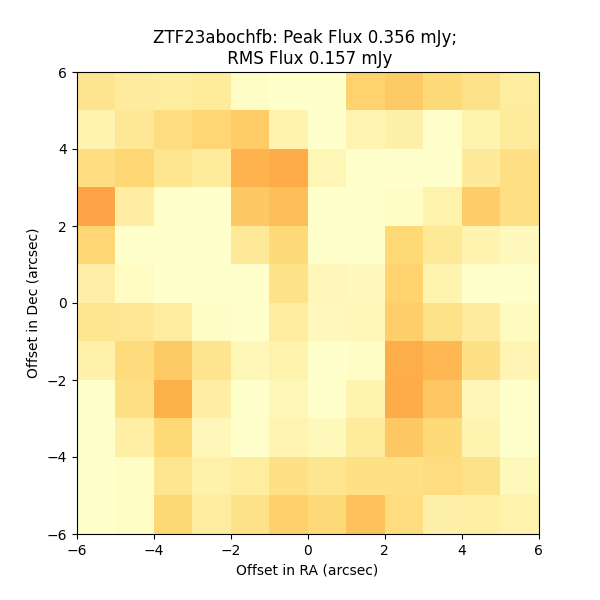 ZTF23abochfb: Peak Flux 0.356 mJy;
RMS Flux 0.157 mJy
6
4
2
0
−2
−4
−6
Offset in Dec (arcsec)
−6 −4 −2 0 2 4 6
Offset in RA (arcsec)